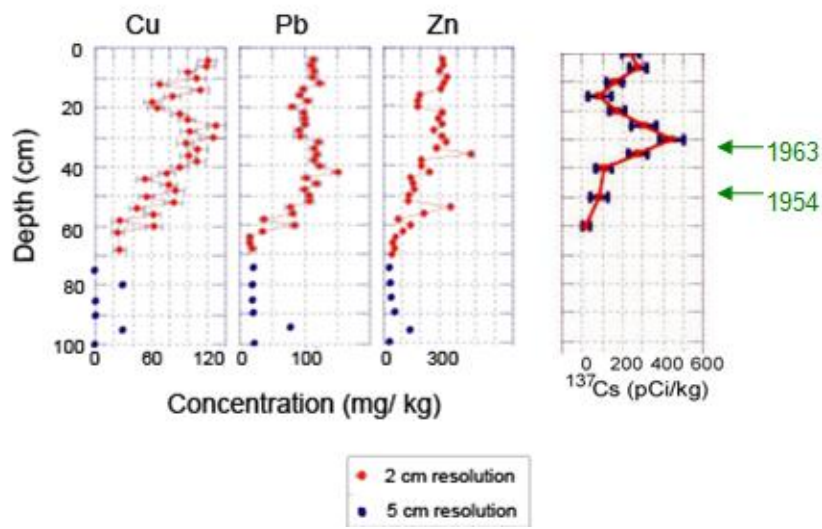 Cu Pb Zn
0
20
40
60
80
100
Depth (cm)
1963
1954
0 60 120 0 100 0 300 0 200 400 600
Concentration (mg/ kg)
137Cs (pCi/kg)
2 cm resolution
5 cm resolution